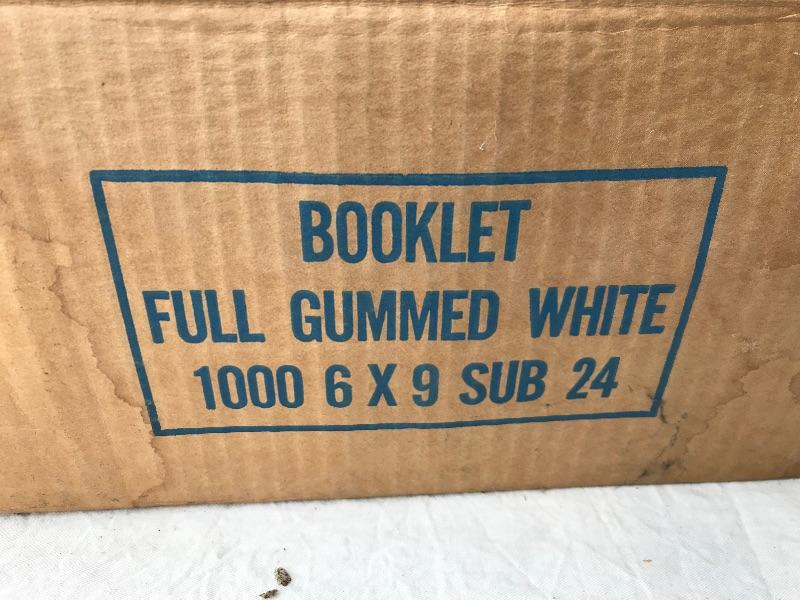 BOOKLET
FULL GUMMED WHITE
1000 6 X 9 SUB 24